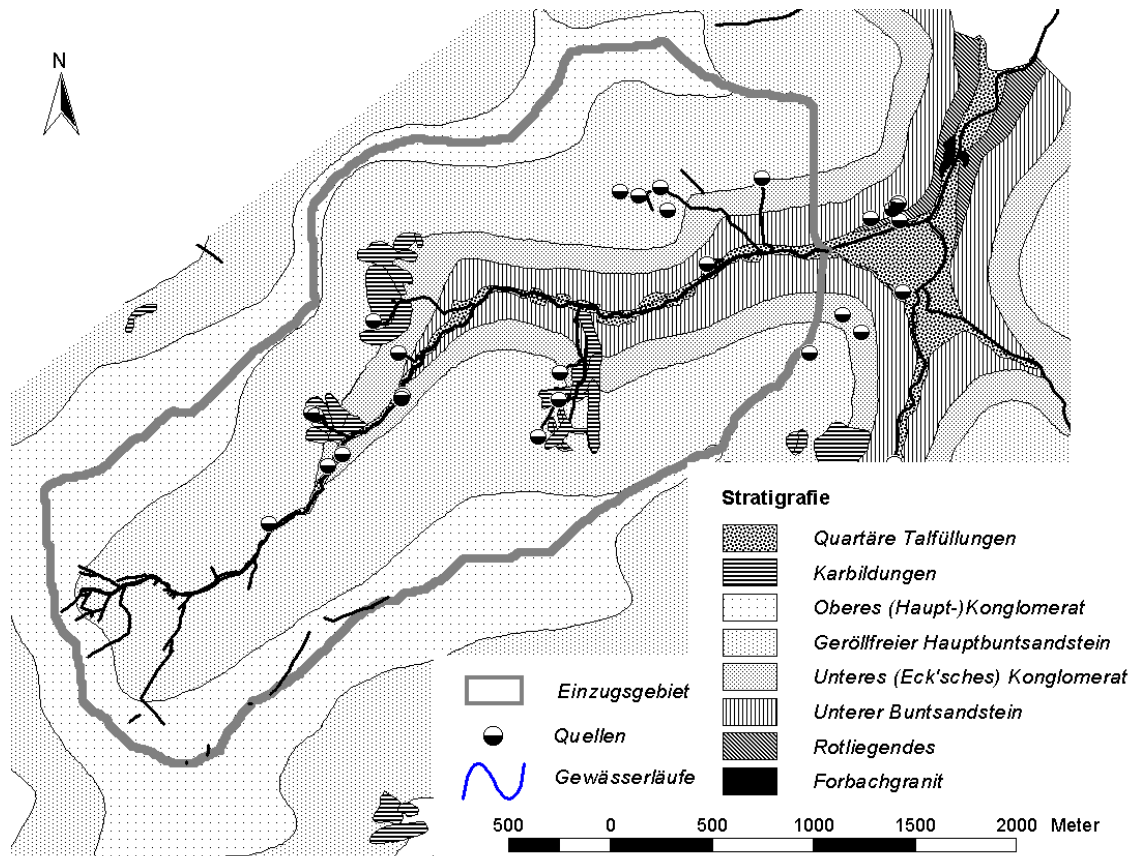 N
Stratigrafie
Quartäre Talfüllungen
Karbildungen
Oberes (Haupt-)Konglomerat
Geröllfreier Hauptbuntsandstein
Unteres (Eck'sches) Konglomerat
Unterer Buntsandstein
Rotliegendes
Forbachgranit
Einzugsgebiet
Quellen
Gewässerläufe
500 0 500 1000 1500 2000 Meter